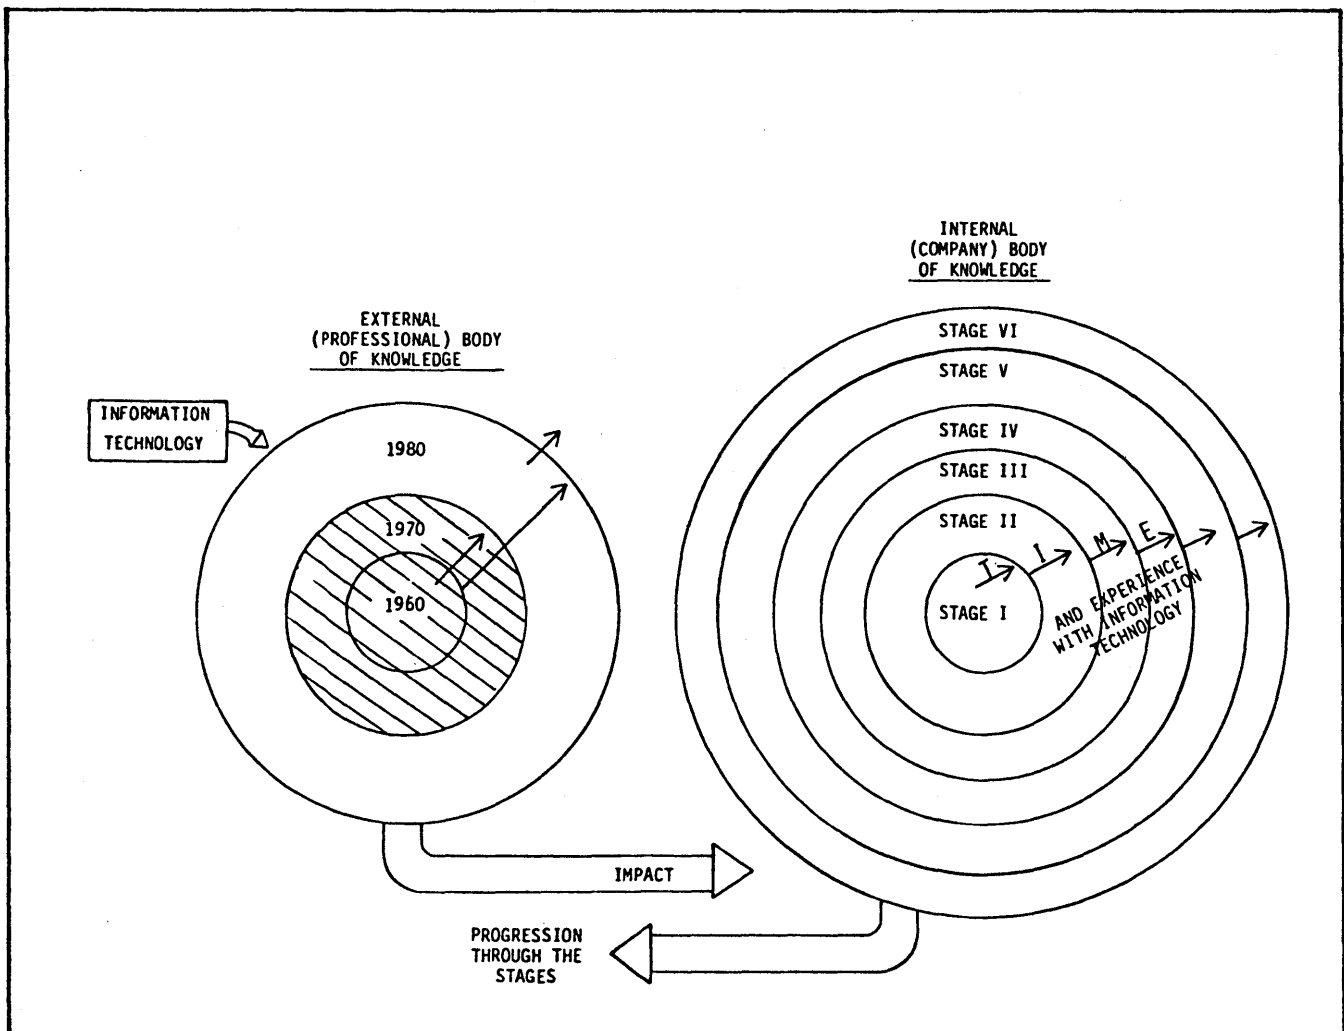 INTERNAL
(COMPANY) BODY
OF KNOWLEDGE
EXTERNAL
(PROFESSIONAL) BODY
OF KNOWLEDGE
INFORMATION
TECHNOLOGY
1980
1970
1960
STAGE VI
STAGE V
STAGE IV
STAGE III
STAGE II
STAGE I
TIME
AND EXPERIENCE
WITH INFORMATION
TECHNOLOGY
IMPACT
PROGRESSION
THROUGH THE
STAGES